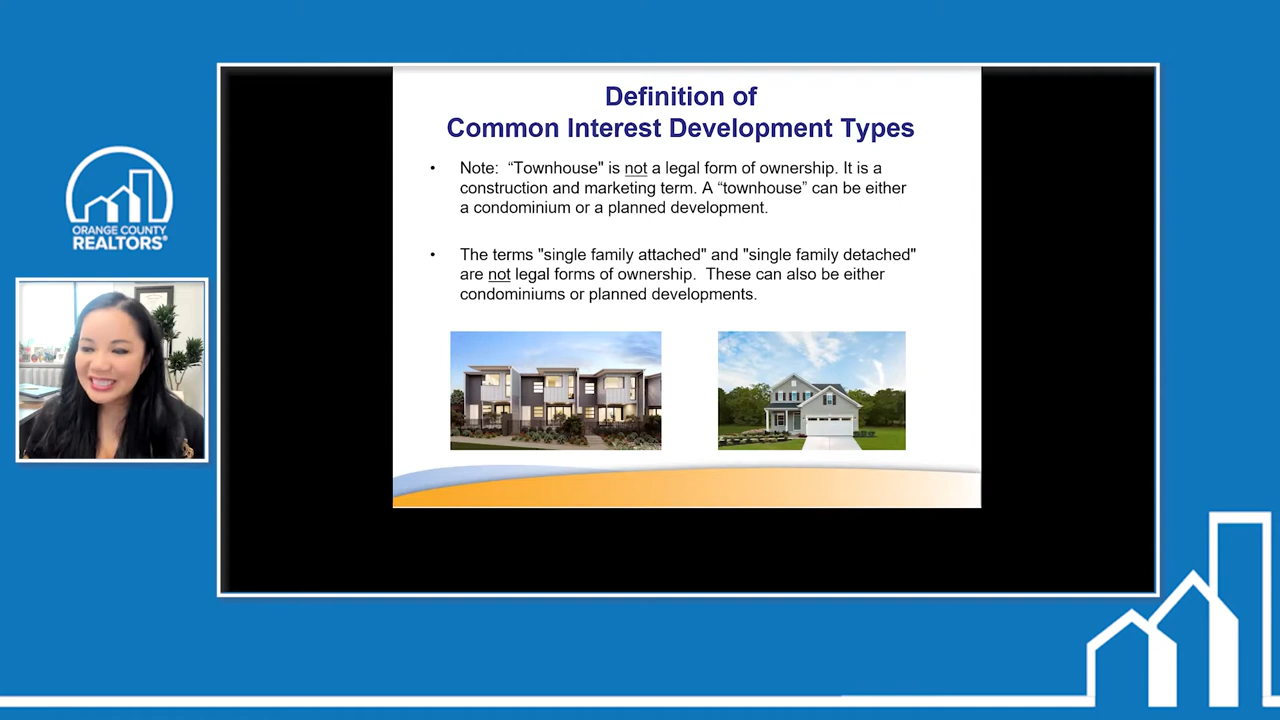 ORANGE COUNTY
REALTORS®
Definition of
Common Interest Development Types
• Note: “Townhouse" is not a legal form of ownership. It is a
construction and marketing term. A “townhouse” can be either
a condominium or a planned development.
• The terms "single family attached" and "single family detached"
are not legal forms of ownership. These can also be either
condominiums or planned developments.